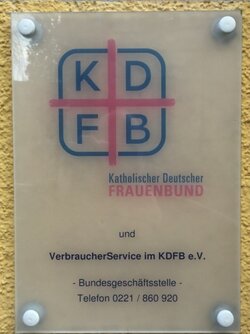 KD
FB
Katholischer Deutscher
FRAUENBUND
und
VerbraucherService im KDFB e.V.
- Bundesgeschäftsstelle -
Telefon 0221 / 860 920